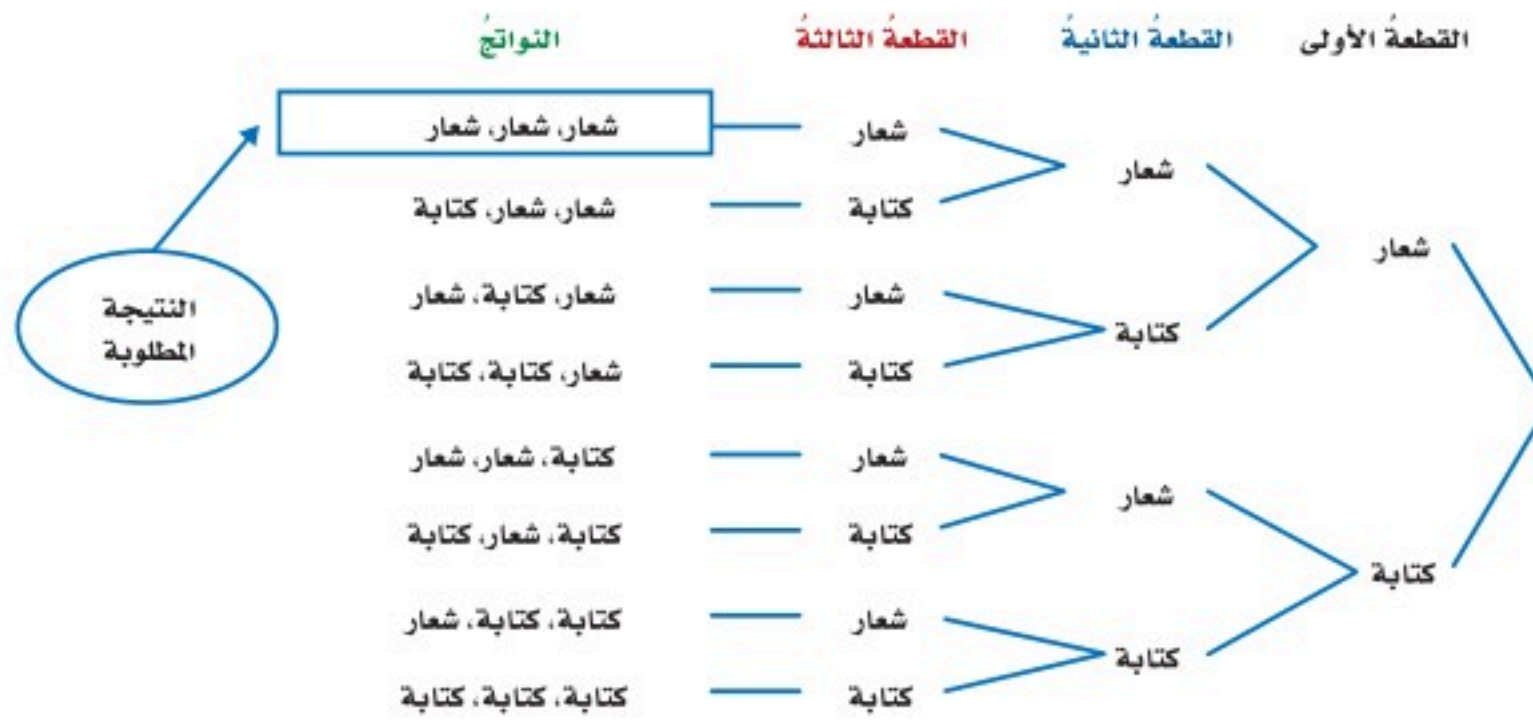 القطعةُ الأولى القطعةُ الثانيةُ القطعةُ الثالثةُ النواتجُ
شعار شعار، شعار، شعار
شعار
كتابة شعار، شعار، كتابة
شعار
شعار شعار، كتابة، شعار
النتيجة
المطلوبة
كتابة
كتابة شعار، كتابة، كتابة
شعار كتابة، شعار، شعار
شعار
كتابة كتابة، شعار، كتابة
كتابة
شعار كتابة، كتابة، شعار
كتابة
كتابة كتابة، كتابة، كتابة